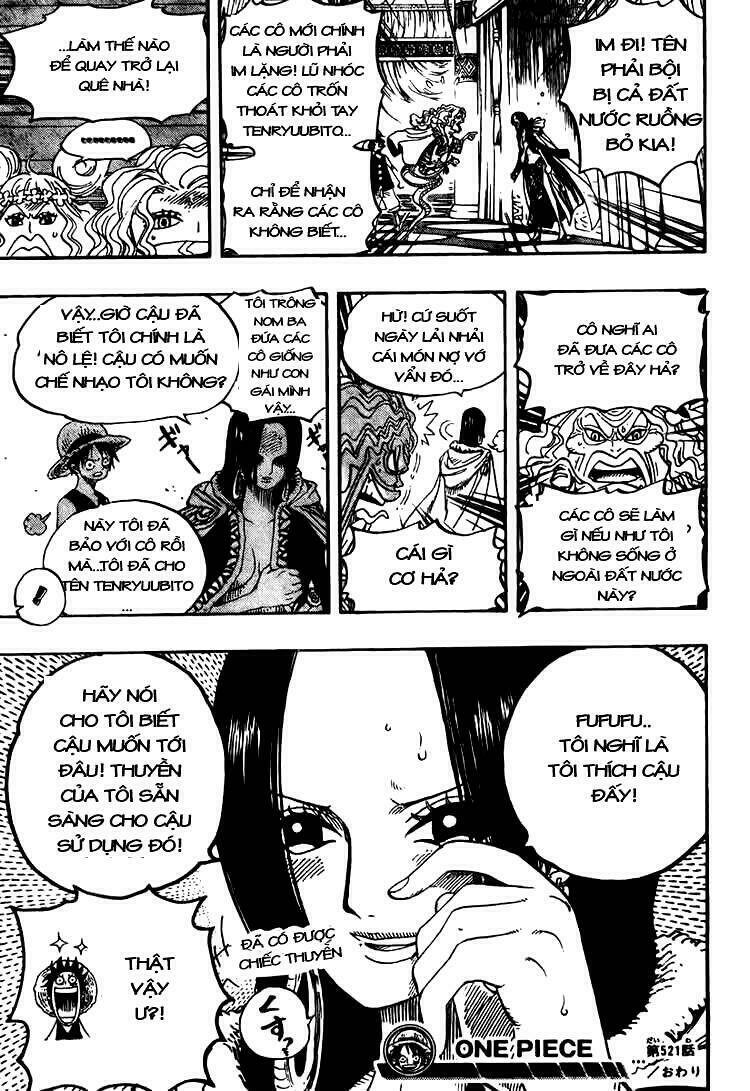 IM ĐI! TÊN
PHẢI BỘI
BỊ CẢ ĐẤT
NƯỚC RUỒNG
BỎ KIA!
CÁC CÔ MỚI CHÍNH
LÀ NGƯỜI PHẢI
IM LẶNG! LŨ NHÓC
CÁC CÔ TRỐN
THOÁT KHỎI TAY
TENRYUUBITO..
CHỈ ĐỂ NHẬN
RA RẰNG CÁC CÔ
KHÔNG BIẾT...
...LÀM THẾ NÀO
ĐỂ QUAY TRỞ LẠI
QUÊ NHÀ!
..........
CÔ NGHĨ AI
ĐÃ ĐƯA CÁC CÔ
TRỞ VỀ ĐÂY HẢ?
CÁC CÔ SẼ LÀM
GÌ NẾU NHƯ TÔI
KHÔNG SỐNG Ở
NGOÀI ĐẤT NƯỚC
NÀY?
HỪ! CỨ SUỐT
NGÀY LẢI NHẢI
CÁI MÓN NỢ VỚ
VẨN ĐÓ...
CÁI GÌ
CƠ HẢ?
TÔI TRÔNG
NOM BA
ĐỨA CÁC
CÔ GIỐNG
NHƯ CON
GÁI MÌNH
VẬY...
VẬY..GIỜ CẬU ĐÃ
BIẾT TÔI CHÍNH LÀ
NÔ LỆ! CẬU CÓ MUỐN
CHẾ NHẠO TÔI KHÔNG?
NÀY TÔI ĐÃ
BẢO VỚI CÔ RỒI
MÀ...TÔI ĐÃ CHO
TÊN TENRYUUBITO
...
!
FUFUFU..
TÔI NGHĨ LÀ
TÔI THÍCH CẬU
ĐẤY!
HÃY NÓI
CHO TÔI BIẾT
CẬU MUỐN TỚI
ĐÂU! THUYỀN
CỦA TÔI SẴN
SÀNG CHO CẬU
SỬ DỤNG ĐÓ!
ĐÃ CÓ ĐƯỢC
CHIẾC THUYỀN
THẬT
VẬY
Ư?!
くす?
ONE PIECE
第521話
...
/おわり